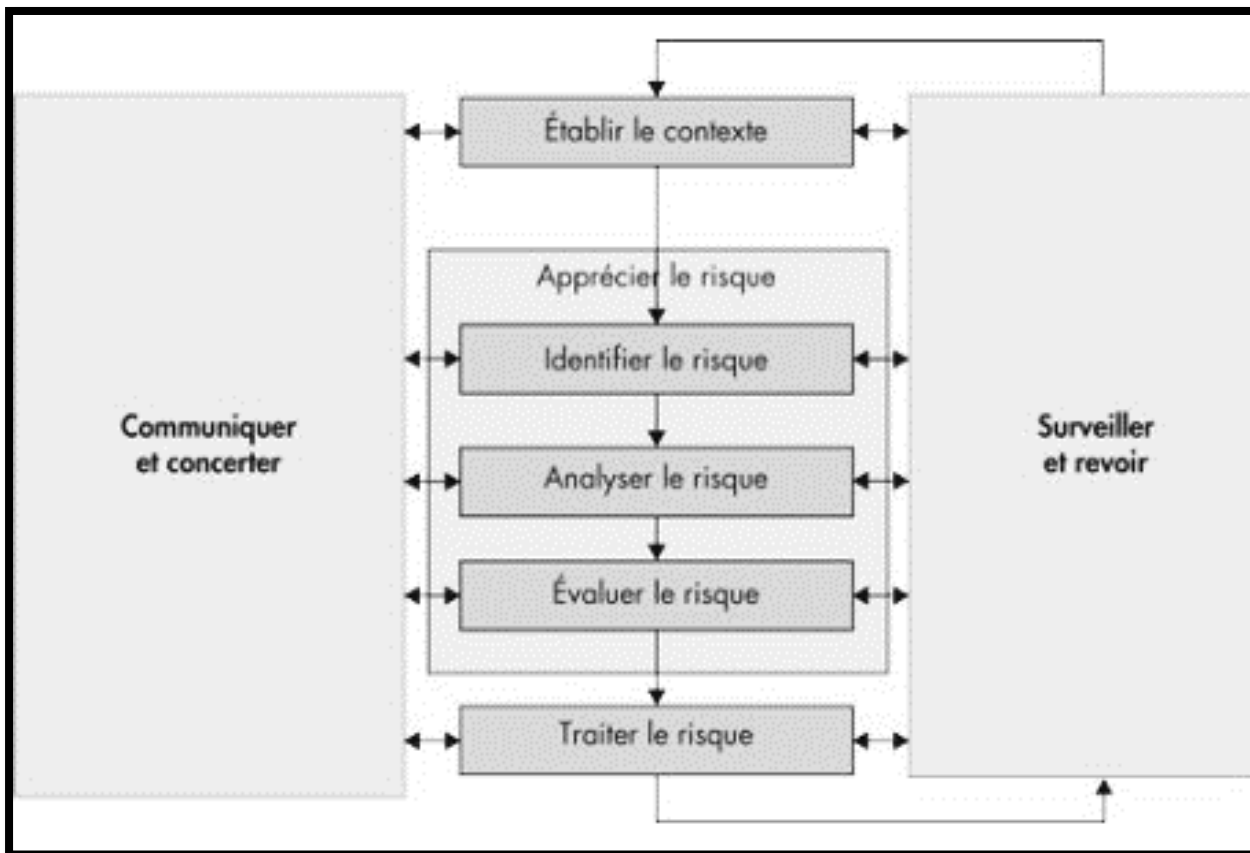 Établir le contexte
Apprécier le risque
Identifier le risque
Communiquer
et concerter
Analyser le risque
Surveiller
et revoir
Évaluer le risque
Traiter le risque